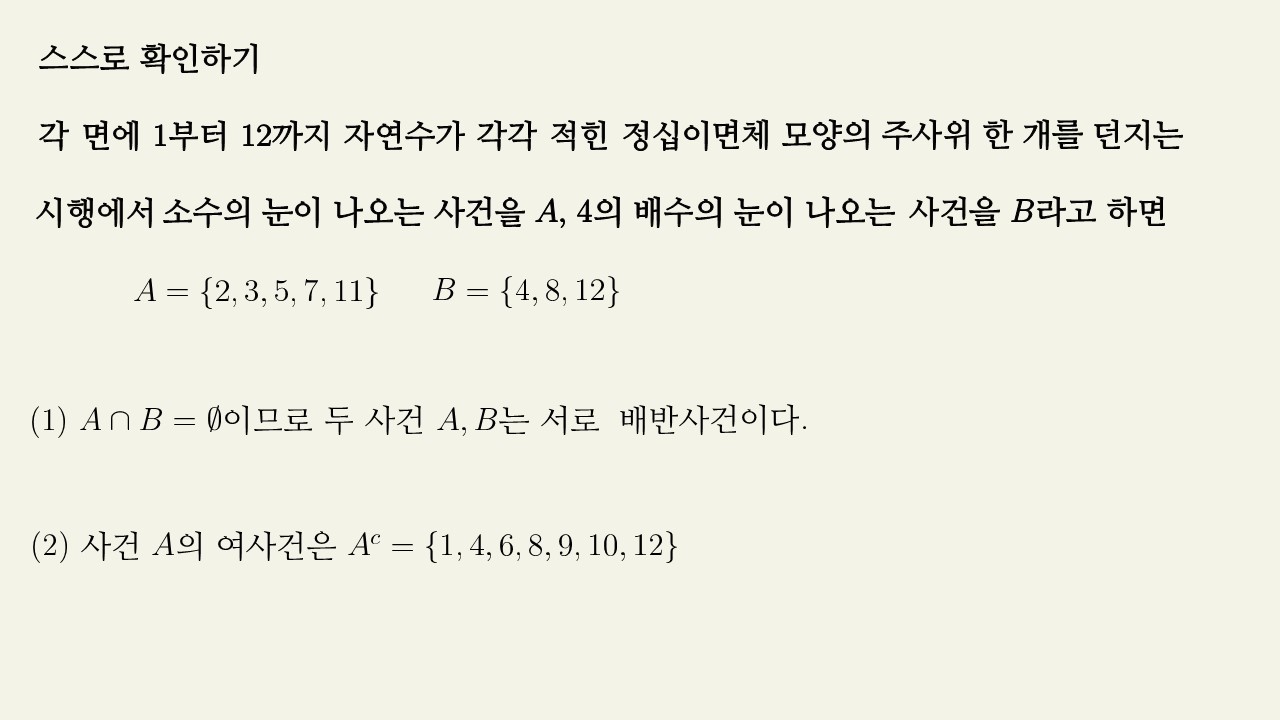 스스로 확인하기
각 면에 1부터 12까지 자연수가 각각 적힌 정십이면체 모양의 주사위 한 개를 던지는
시행에서 소수의 눈이 나오는 사건을 A, 4의 배수의 눈이 나오는 사건을 B라고 하면
A = {2, 3, 5, 7, 11} B = {4, 8, 12}
(1) A ∩ B = ∅이므로 두 사건 A, B는 서로 배반사건이다.
(2) 사건 A의 여사건은 Aᶜ = {1, 4, 6, 8, 9, 10, 12}